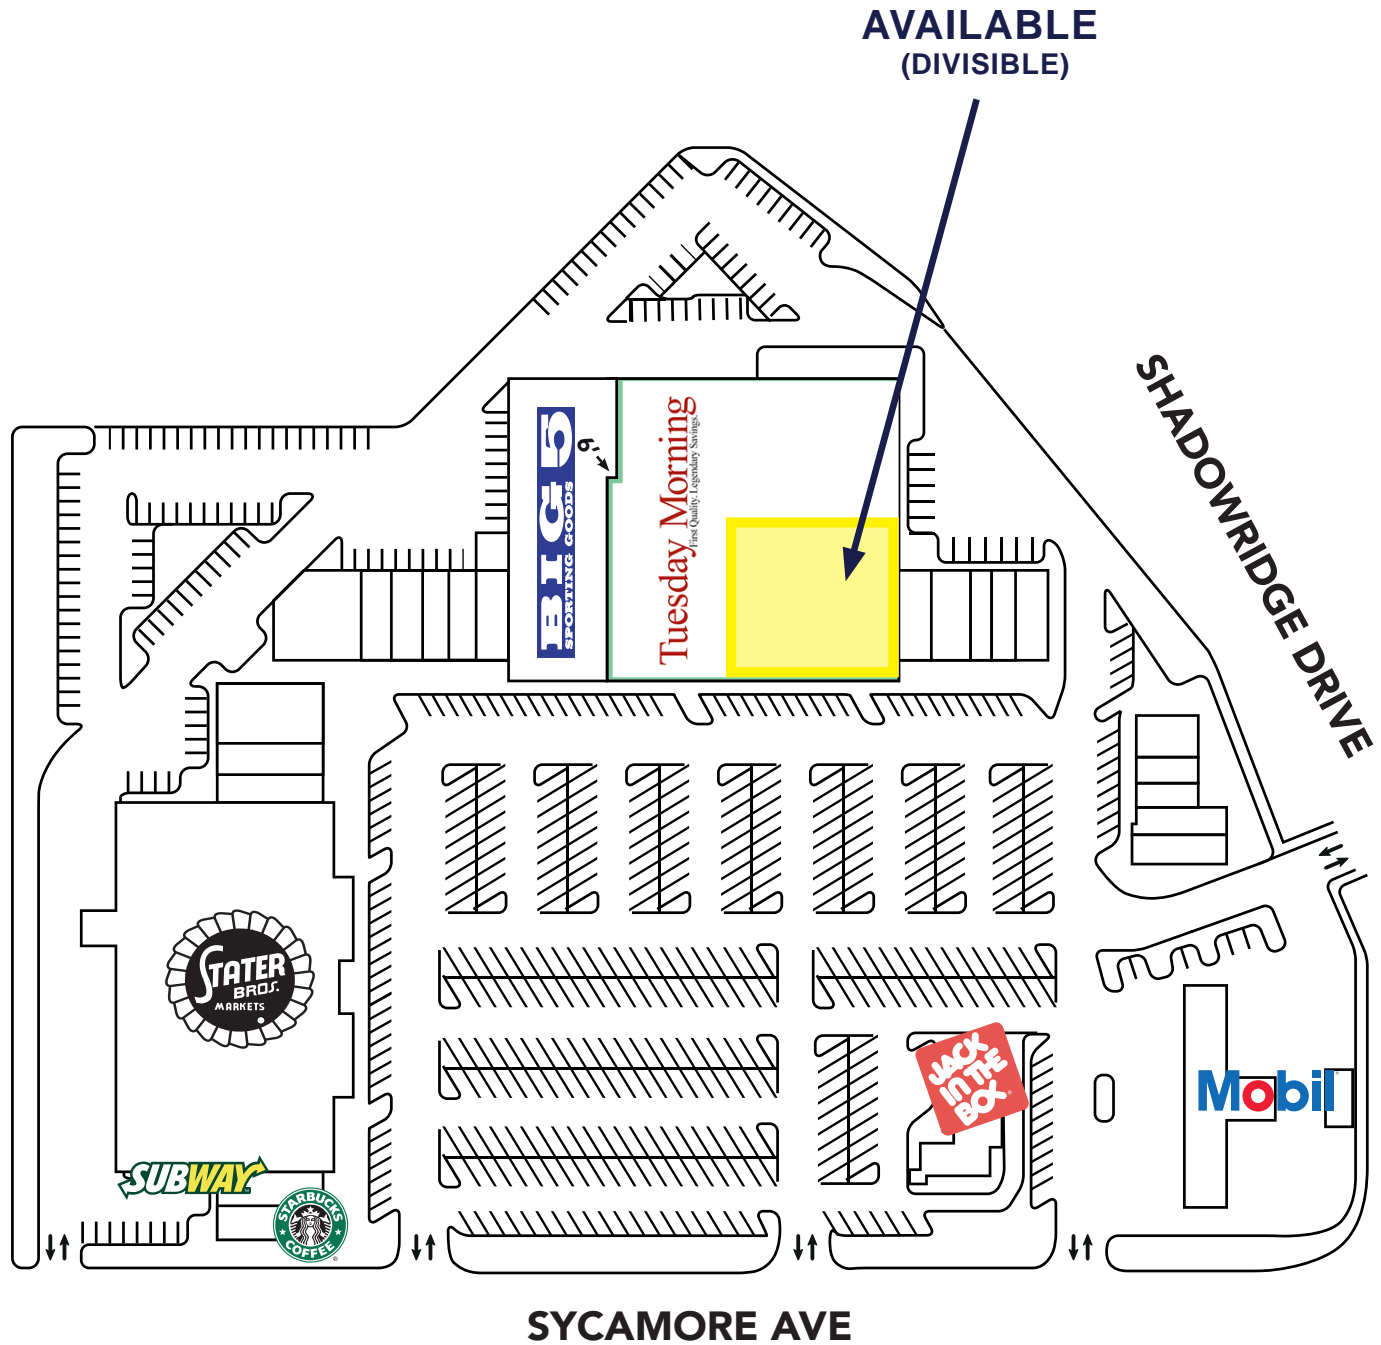 AVAILABLE
(DIVISIBLE)
SHADOWRIDGE DRIVE
BIG 5
SPORTING GOODS
6'
Tuesday Morning
First Quality. Legendary Savings.
STATER
BROS.
MARKETS
JACK
IN THE
BOX
Mobil
SUBWAY
STARBUCKS
COFFEE
SYCAMORE AVE